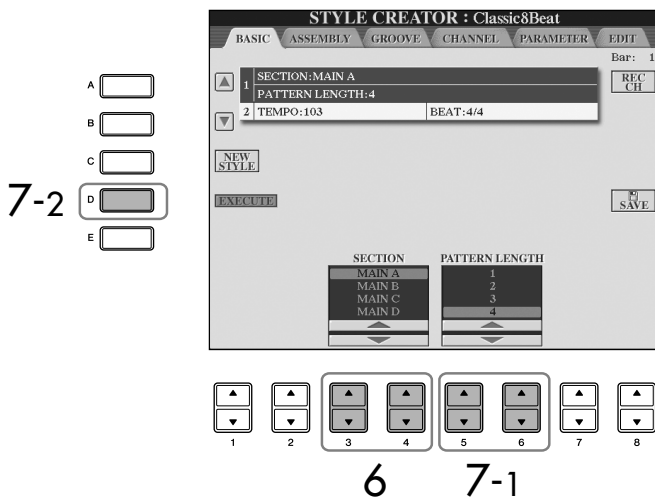 STYLE CREATOR : Classic8Beat
BASIC ASSEMBLY GROOVE CHANNEL PARAMETER EDIT
Bar: 1
1 SECTION:MAIN A
PATTERN LENGTH:4
2 TEMPO:103 BEAT:4/4
REC
CH
NEW
STYLE
EXECUTE
SAVE
A
B
C
7-2 D
E
SECTION PATTERN LENGTH
MAIN A 1
MAIN B 2
MAIN C 3
MAIN D 4
1 2 3 4 5 6 7 8
6 7-1